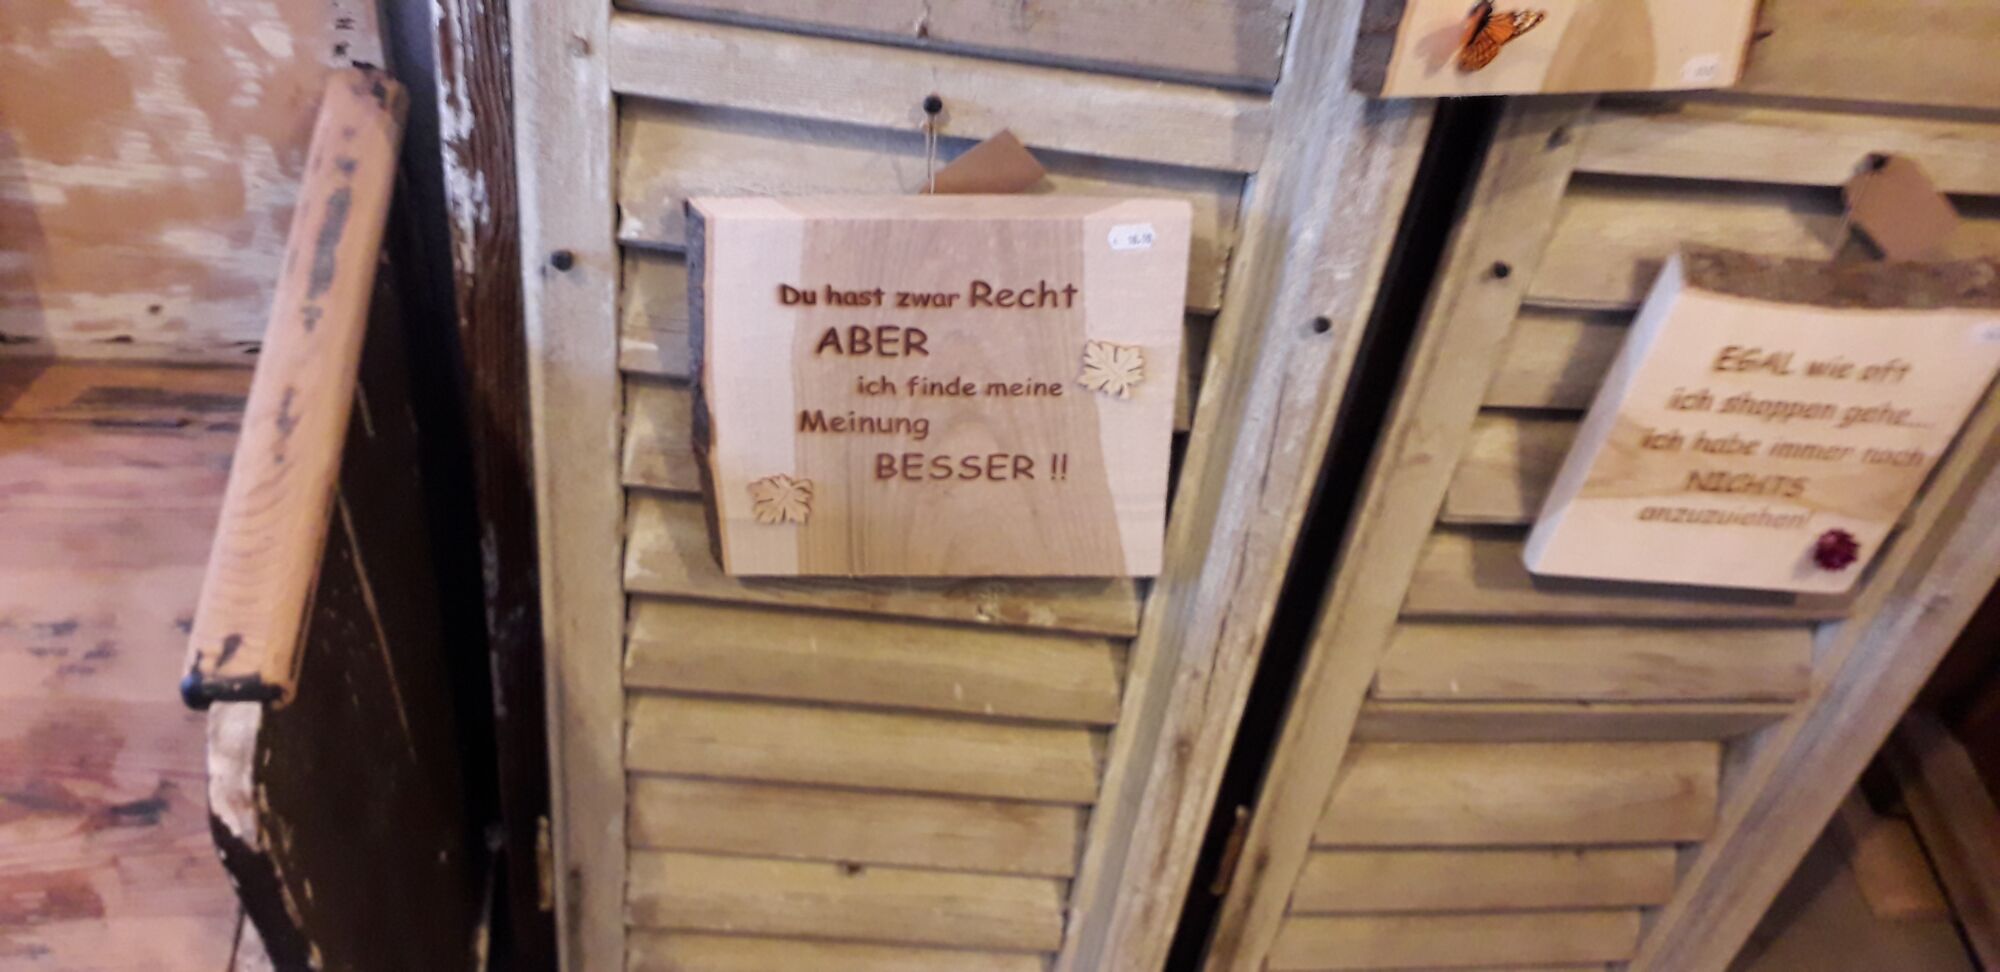 Du hast zwar Recht
ABER
ich finde meine
Meinung
BESSER !!
EGAL wie oft
ich shoppen gehe....
ich habe immer noch
NICHTS
anzuziehen!